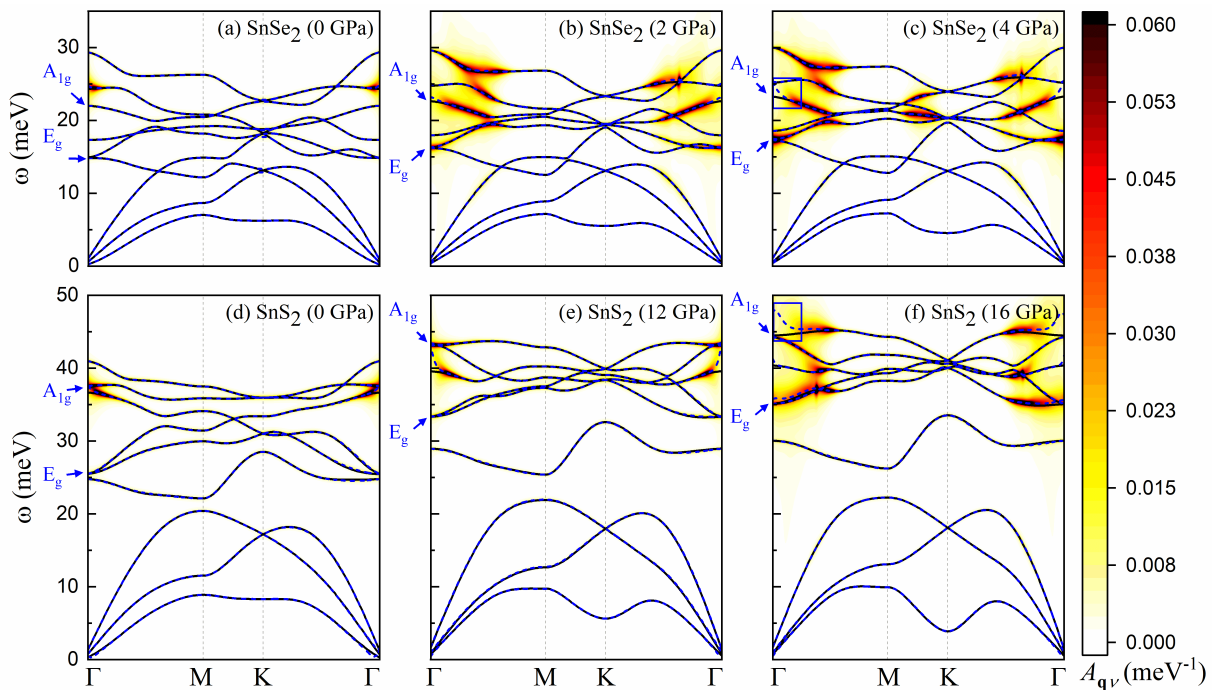 (a) SnSe2 (0 GPa)
(b) SnSe2 (2 GPa)
(c) SnSe2 (4 GPa)
30
20
10
0
ω (meV)
A1g
Eg
A1g
Eg
A1g
Eg
(d) SnS2 (0 GPa)
(e) SnS2 (12 GPa)
(f) SnS2 (16 GPa)
50
40
30
20
10
0
ω (meV)
A1g
Eg
A1g
Eg
A1g
Eg
Γ M K Γ
Γ M K Γ
Γ M K Γ
0.060
0.053
0.045
0.038
0.030
0.023
0.015
0.008
0.000
Aqν (meV-1)